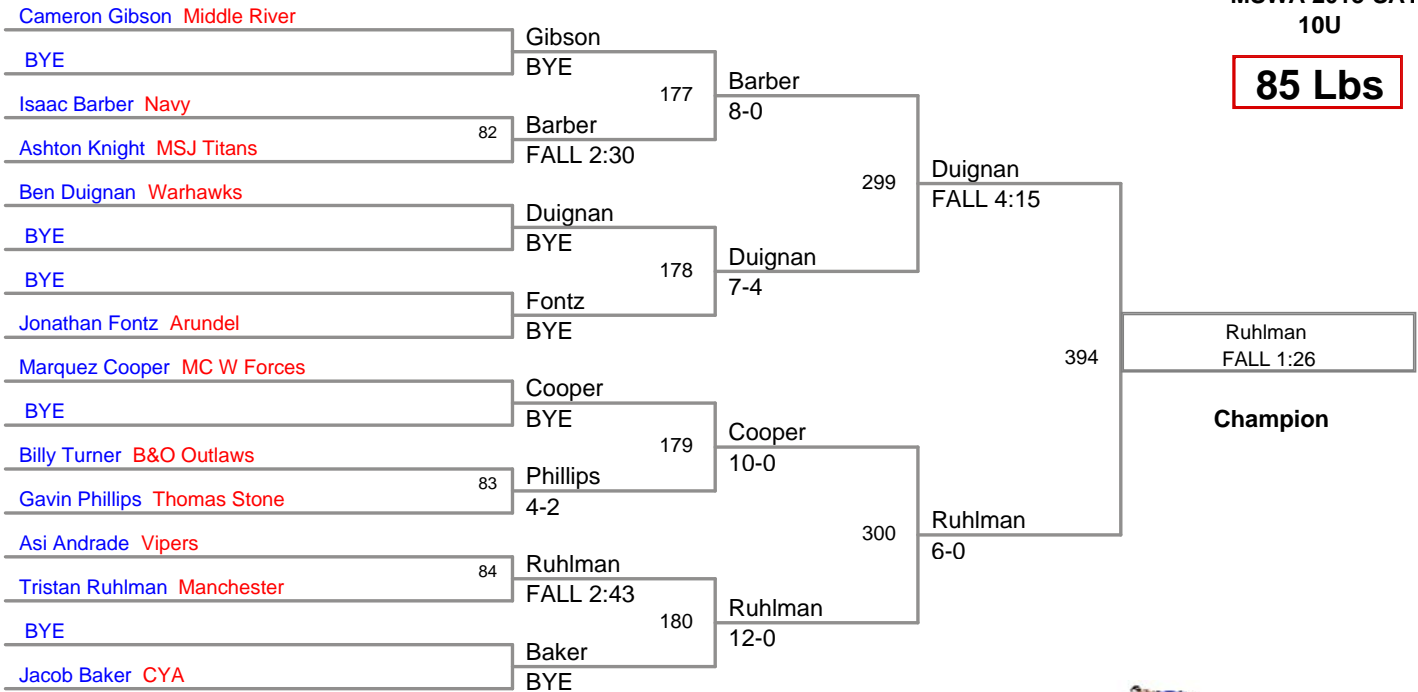 10U
85 Lbs
Cameron Gibson Middle River
BYE
Isaac Barber Navy
Ashton Knight MSJ Titans
Ben Duignan Warhawks
BYE
BYE
Jonathan Fontz Arundel
Marquez Cooper MC W Forces
BYE
Billy Turner B&O Outlaws
Gavin Phillips Thomas Stone
Asi Andrade Vipers
Tristan Ruhlman Manchester
BYE
Jacob Baker CYA
82
83
84
Gibson
BYE
Barber
FALL 2:30
Duignan
BYE
Fontz
BYE
Cooper
BYE
Phillips
4-2
Ruhlman
FALL 2:43
Baker
BYE
177
178
179
180
Barber
8-0
Duignan
7-4
Cooper
10-0
Ruhlman
12-0
299
300
Duignan
FALL 4:15
Ruhlman
6-0
394
Ruhlman
FALL 1:26
Champion